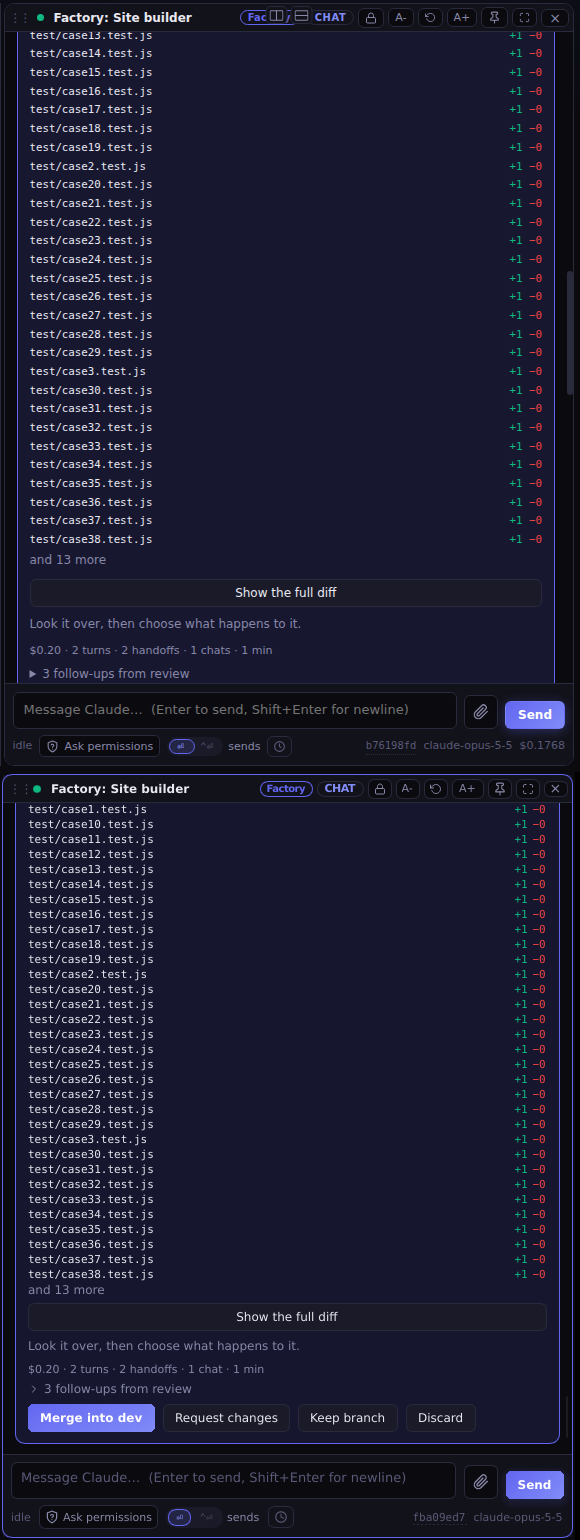 Factory: Site builder CHAT A- A+
test/case13.test.js +1 −0
test/case14.test.js +1 −0
test/case15.test.js +1 −0
test/case16.test.js +1 −0
test/case17.test.js +1 −0
test/case18.test.js +1 −0
test/case19.test.js +1 −0
test/case2.test.js +1 −0
test/case20.test.js +1 −0
test/case21.test.js +1 −0
test/case22.test.js +1 −0
test/case23.test.js +1 −0
test/case24.test.js +1 −0
test/case25.test.js +1 −0
test/case26.test.js +1 −0
test/case27.test.js +1 −0
test/case28.test.js +1 −0
test/case29.test.js +1 −0
test/case3.test.js +1 −0
test/case30.test.js +1 −0
test/case31.test.js +1 −0
test/case32.test.js +1 −0
test/case33.test.js +1 −0
test/case34.test.js +1 −0
test/case35.test.js +1 −0
test/case36.test.js +1 −0
test/case37.test.js +1 −0
test/case38.test.js +1 −0
and 13 more
Show the full diff
Look it over, then choose what happens to it.
$0.20 · 2 turns · 2 handoffs · 1 chats · 1 min
3 follow-ups from review
Message Claude… (Enter to send, Shift+Enter for newline) Send
idle Ask permissions sends b76198fd claude-opus-5-5 $0.1768
Factory: Site builder Factory CHAT A- A+
test/case1.test.js +1 −0
test/case10.test.js +1 −0
test/case11.test.js +1 −0
test/case12.test.js +1 −0
test/case13.test.js +1 −0
test/case14.test.js +1 −0
test/case15.test.js +1 −0
test/case16.test.js +1 −0
test/case17.test.js +1 −0
test/case18.test.js +1 −0
test/case19.test.js +1 −0
test/case2.test.js +1 −0
test/case20.test.js +1 −0
test/case21.test.js +1 −0
test/case22.test.js +1 −0
test/case23.test.js +1 −0
test/case24.test.js +1 −0
test/case25.test.js +1 −0
test/case26.test.js +1 −0
test/case27.test.js +1 −0
test/case28.test.js +1 −0
test/case29.test.js +1 −0
test/case3.test.js +1 −0
test/case30.test.js +1 −0
test/case31.test.js +1 −0
test/case32.test.js +1 −0
test/case33.test.js +1 −0
test/case34.test.js +1 −0
test/case35.test.js +1 −0
test/case36.test.js +1 −0
test/case37.test.js +1 −0
test/case38.test.js +1 −0
and 13 more
Show the full diff
Look it over, then choose what happens to it.
$0.20 · 2 turns · 2 handoffs · 1 chat · 1 min
3 follow-ups from review
Merge into dev Request changes Keep branch Discard
Message Claude… (Enter to send, Shift+Enter for newline) Send
idle Ask permissions sends fba09ed7 claude-opus-5-5